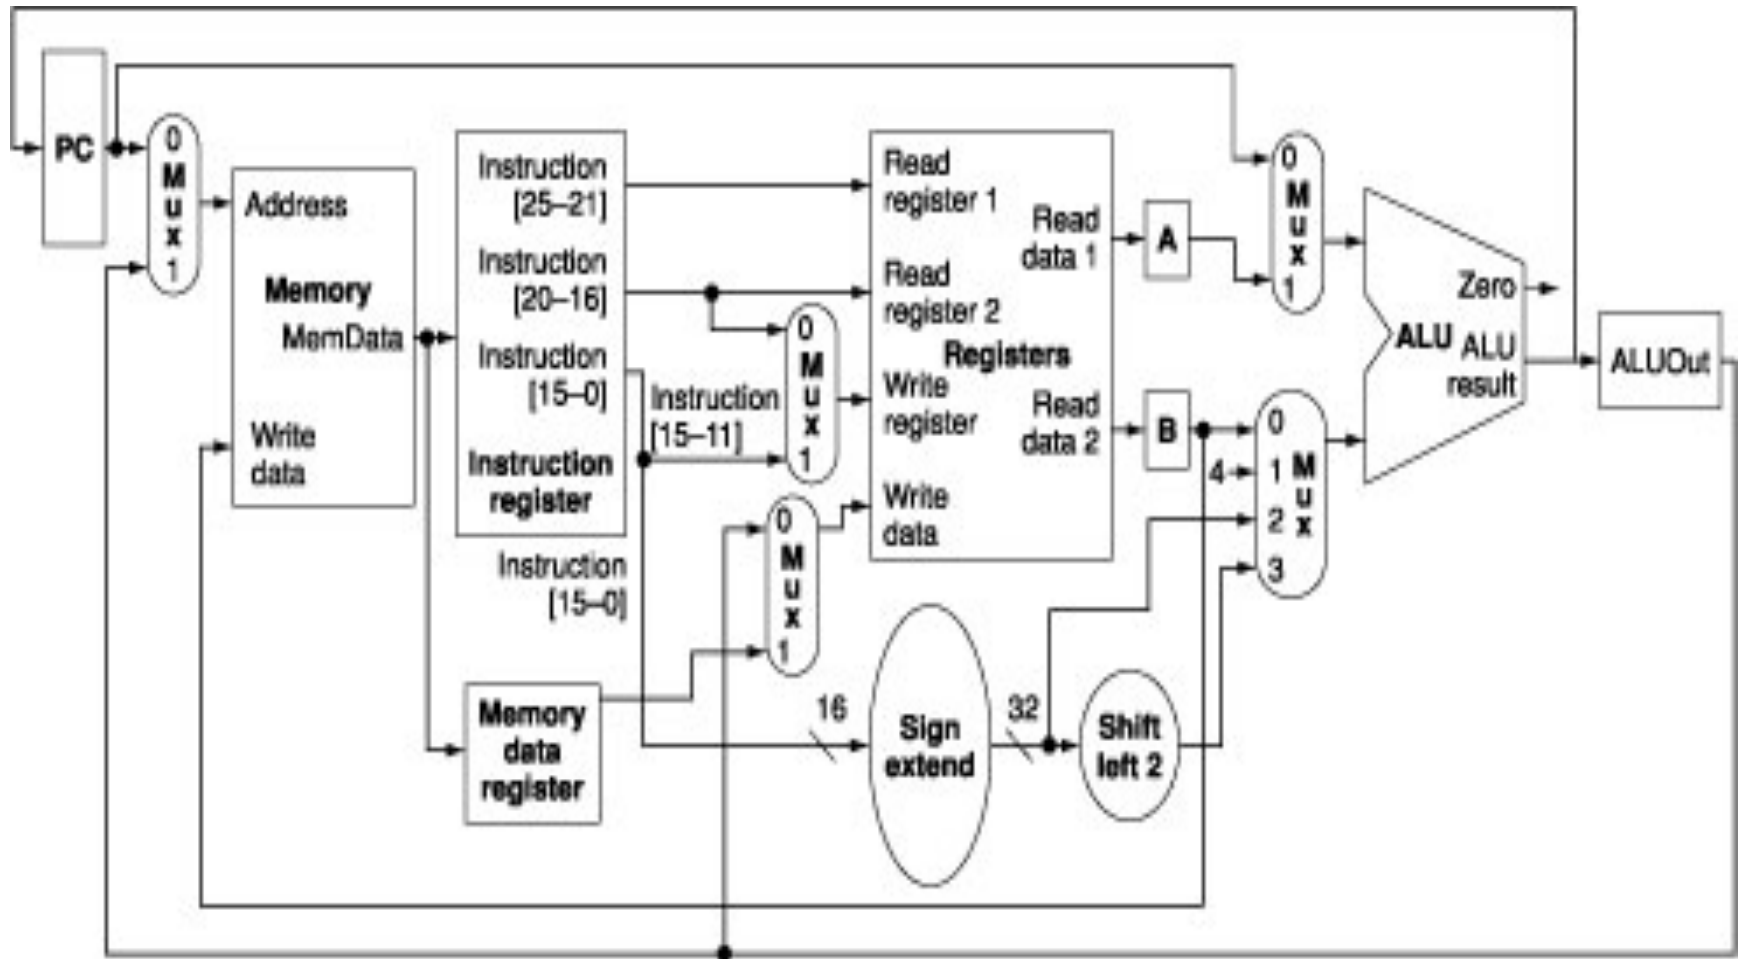 PC
0
M
u
x
1
Address
Memory
MemData
Write
data
Instruction
[25–21]
Instruction
[20–16]
Instruction
[15–0]
Instruction
register
Instruction
[15–0]
Memory
data
register
Instruction
[15–11]
0
M
u
x
1
0
M
u
x
1
Read
register 1
Read
register 2
Registers
Write
register
Write
data
Read
data 1
Read
data 2
16
Sign
extend
32
Shift
left 2
A
B
4
0
M
u
x
1
0
1 M
u
2 x
3
Zero
ALU ALU
result
ALUOut